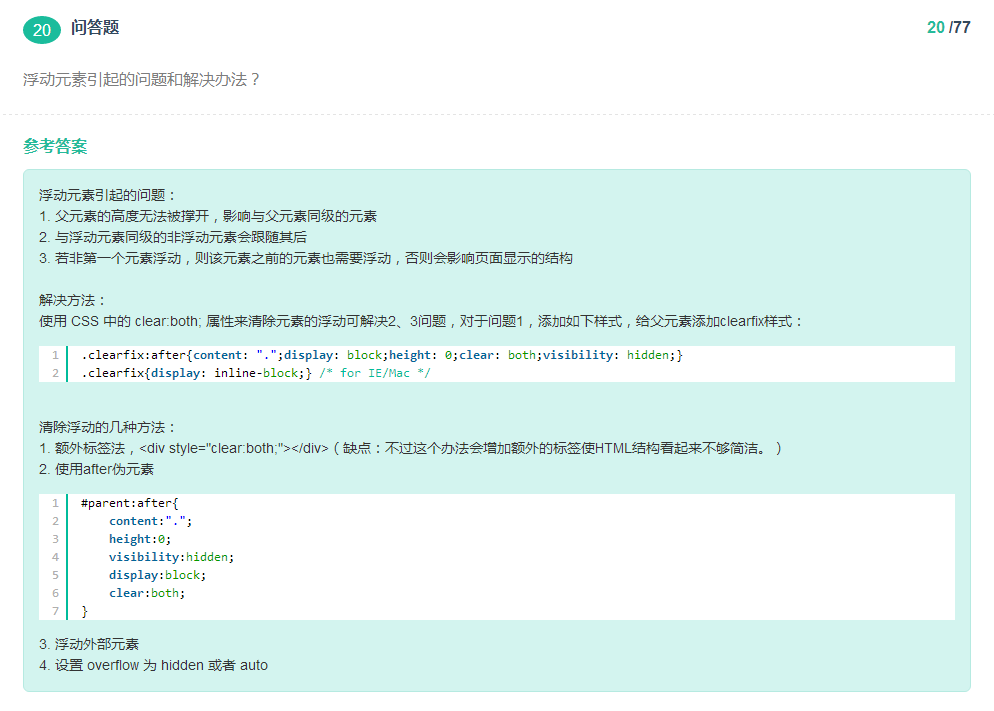 20 问答题
20 /77
浮动元素引起的问题和解决办法？
参考答案
浮动元素引起的问题：
1. 父元素的高度无法被撑开，影响与父元素同级的元素
2. 与浮动元素同级的非浮动元素会跟随其后
3. 若非第一个元素浮动，则该元素之前的元素也需要浮动，否则会影响页面显示的结构
解决方法：
使用 CSS 中的 clear:both; 属性来清除元素的浮动可解决2、3问题，对于问题1，添加如下样式，给父元素添加clearfix样式：
1 .clearfix:after{content: ".";display: block;height: 0;clear: both;visibility: hidden;}
2 .clearfix{display: inline-block;} /* for IE/Mac */
清除浮动的几种方法：
1. 额外标签法，<div style="clear:both;"></div>（缺点：不过这个办法会增加额外的标签使HTML结构看起来不够简洁。）
2. 使用after伪元素
1 #parent:after{
2     content:".";
3     height:0;
4     visibility:hidden;
5     display:block;
6     clear:both;
7 }
3. 浮动外部元素
4. 设置 overflow 为 hidden 或者 auto